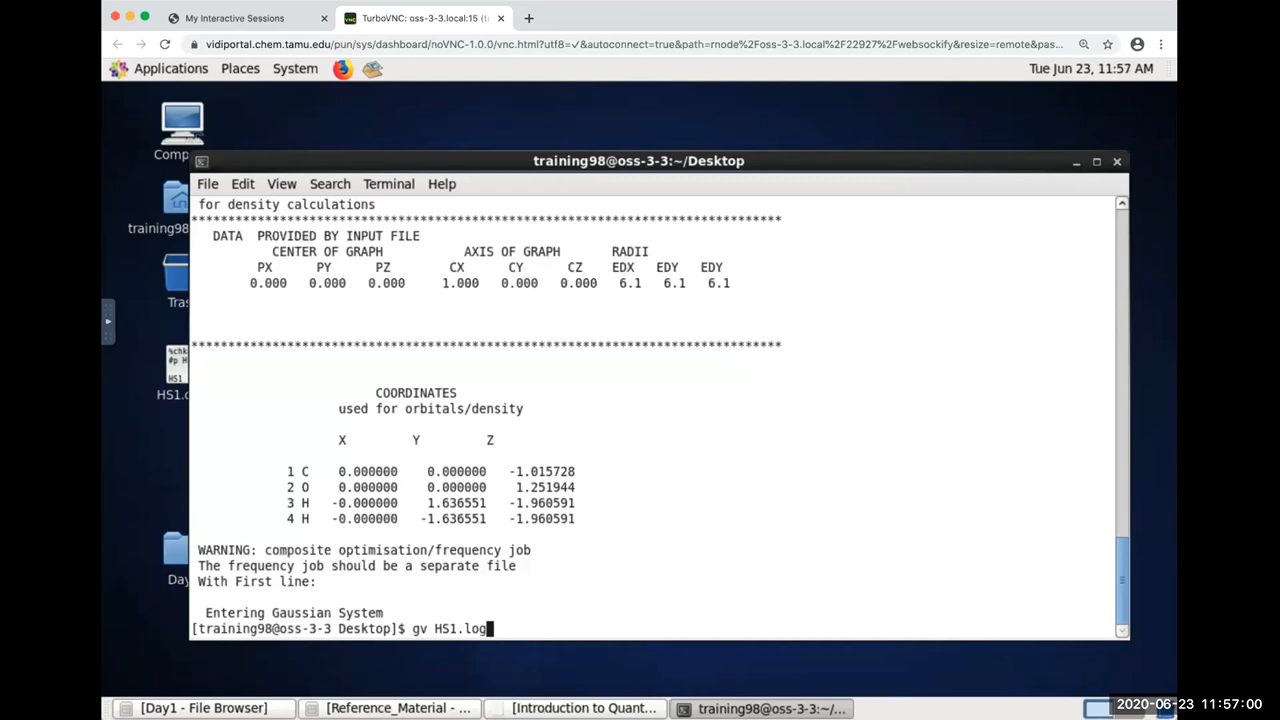 My Interactive Sessions
TurboVNC: oss-3-3.local:15 (t
vidiportal.chem.tamu.edu/pun/sys/dashboard/noVNC-1.0.0/vnc.html?utf8=✓&autoconnect=true&path=rnode%2Foss-3-3.local%2F22927%2Fwebsockify&resize=remote&pas...
Applications Places System
Tue Jun 23, 11:57 AM
Comp
training98
Tras
%chk
#p H
HS1
HS1.c
Day
training98@oss-3-3:~/Desktop
File Edit View Search Terminal Help
for density calculations
********************************************************************************
DATA PROVIDED BY INPUT FILE
CENTER OF GRAPH AXIS OF GRAPH RADII
PX PY PZ CX CY CZ EDX EDY EDY
0.000 0.000 0.000 1.000 0.000 0.000 6.1 6.1 6.1
********************************************************************************
COORDINATES
used for orbitals/density
X Y Z
1 C 0.000000 0.000000 -1.015728
2 O 0.000000 0.000000 1.251944
3 H -0.000000 1.636551 -1.960591
4 H -0.000000 -1.636551 -1.960591
WARNING: composite optimisation/frequency job
The frequency job should be a separate file
With First line:
Entering Gaussian System
[training98@oss-3-3 Desktop]$ gv HS1.log
[Day1 - File Browser]
[Reference_Material - ...
[Introduction to Quant...
training98@oss-3-3:~/...
2020-06-23 11:57:00